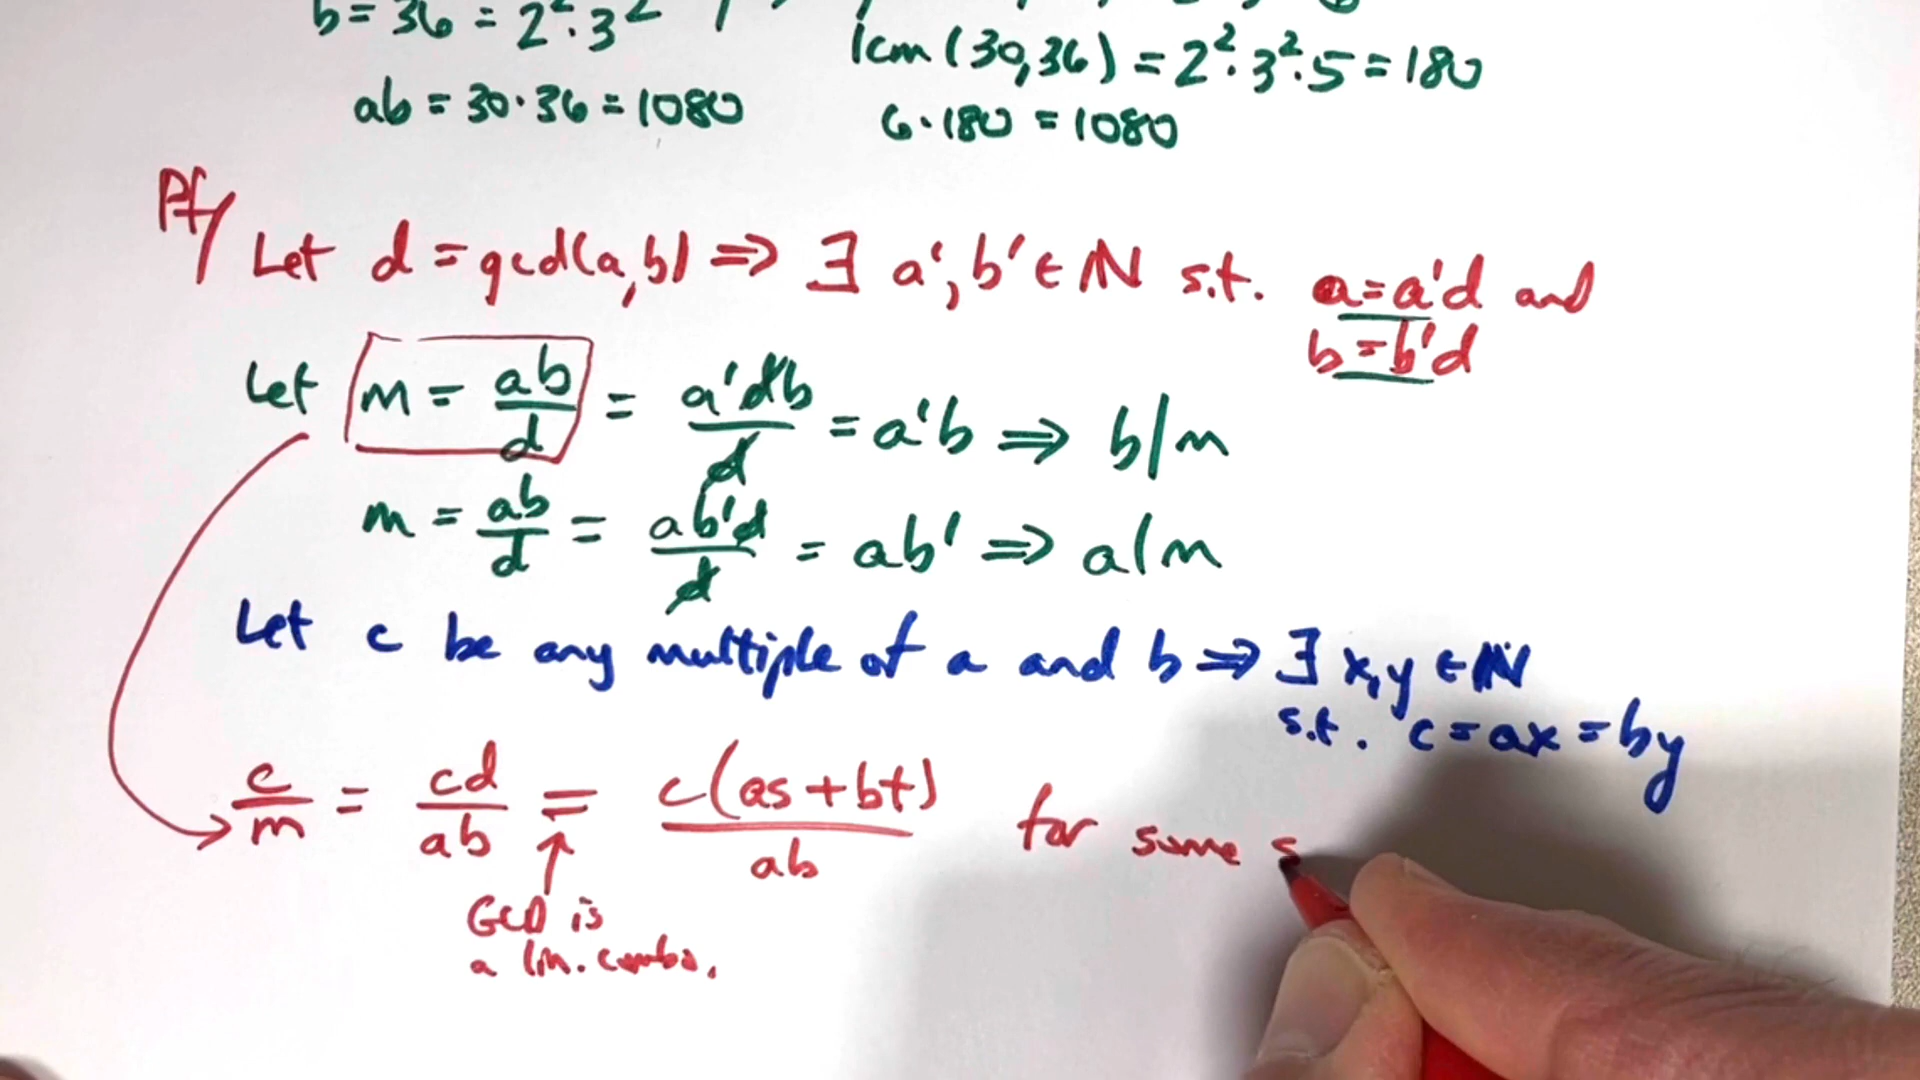 b = 36 = 2²·3²
lcm(30,36) = 2²·3²·5 = 180
ab = 30·36 = 1080
6·180 = 1080
Pf/
Let d = gcd(a,b) ⇒ ∃ a', b' ∈ ℕ s.t. a = a'd and
b = b'd
Let m = ab/d = a'db/d = a'b ⇒ b|m
m = ab/d = ab'd/d = ab' ⇒ a|m
Let c be any multiple of a and b ⇒ ∃ x,y ∈ ℕ
s.t. c = ax = by
c/m = cd/ab = c(as+bt)/ab for some s
↑
GCD is
a lin. combo.